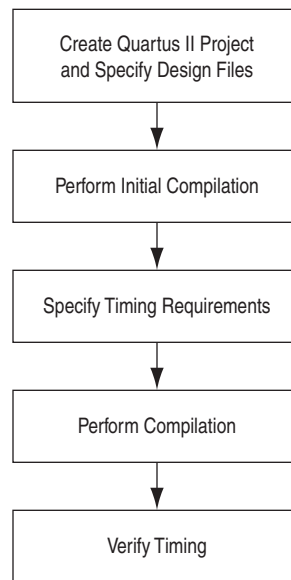 Create Quartus II Project
and Specify Design Files
Perform Initial Compilation
Specify Timing Requirements
Perform Compilation
Verify Timing